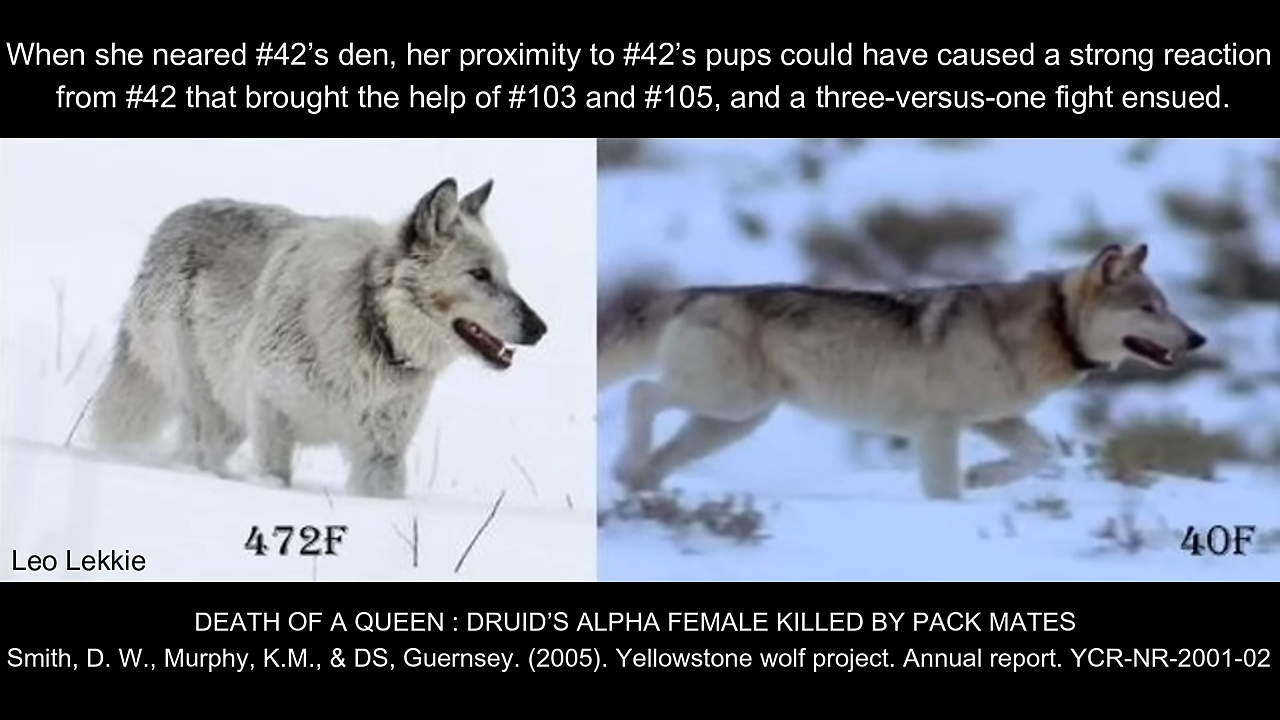 When she neared #42’s den, her proximity to #42’s pups could have caused a strong reaction
from #42 that brought the help of #103 and #105, and a three-versus-one fight ensued.
472F
40F
Leo Lekkie
DEATH OF A QUEEN : DRUID’S ALPHA FEMALE KILLED BY PACK MATES
Smith, D. W., Murphy, K.M., & DS, Guernsey. (2005). Yellowstone wolf project. Annual report. YCR-NR-2001-02